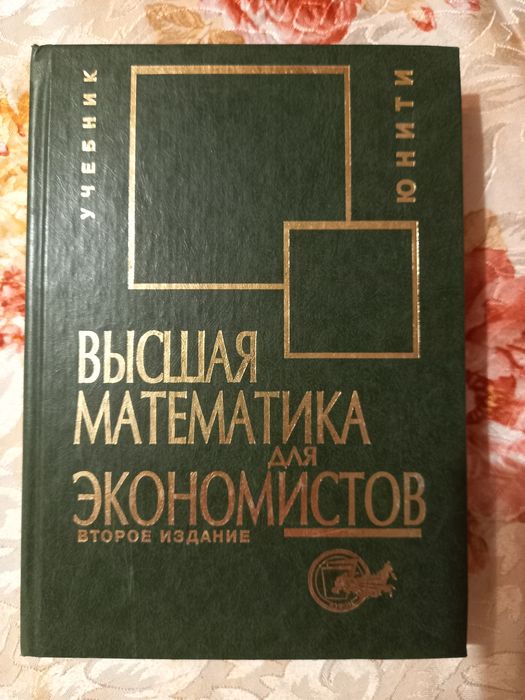 УЧЕБНИК
ЮНИТИ
ВЫСШАЯ
МАТЕМАТИКА
ДЛЯ
ЭКОНОМИСТОВ
ВТОРОЕ ИЗДАНИЕ